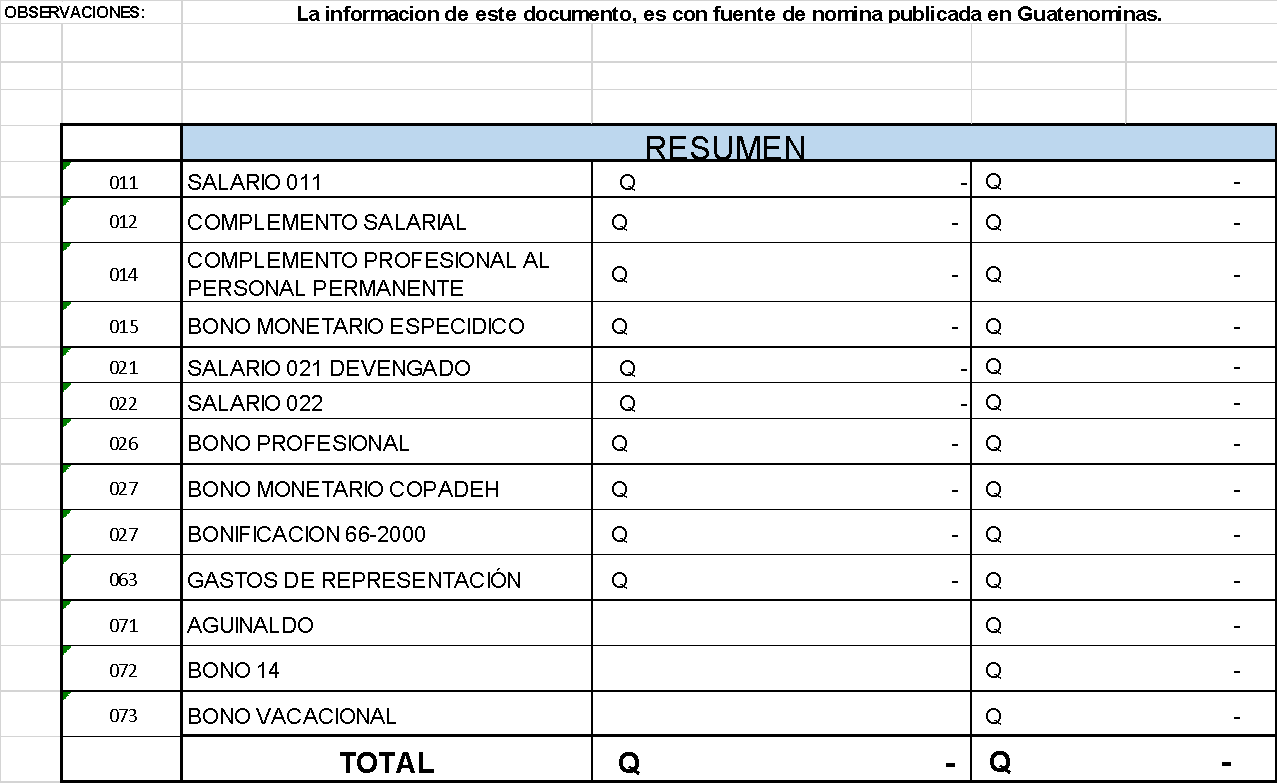 OBSERVACIONES: La informacion de este documento, es con fuente de nomina publicada en Guatenominas.
RESUMEN
011 SALARIO 011 Q - Q -
012 COMPLEMENTO SALARIAL Q - Q -
014 COMPLEMENTO PROFESIONAL AL
PERSONAL PERMANENTE Q - Q -
015 BONO MONETARIO ESPECIDICO Q - Q -
021 SALARIO 021 DEVENGADO Q - Q -
022 SALARIO 022 Q - Q -
026 BONO PROFESIONAL Q - Q -
027 BONO MONETARIO COPADEH Q - Q -
027 BONIFICACION 66-2000 Q - Q -
063 GASTOS DE REPRESENTACIÓN Q - Q -
071 AGUINALDO Q -
072 BONO 14 Q -
073 BONO VACACIONAL Q -
TOTAL Q - Q -